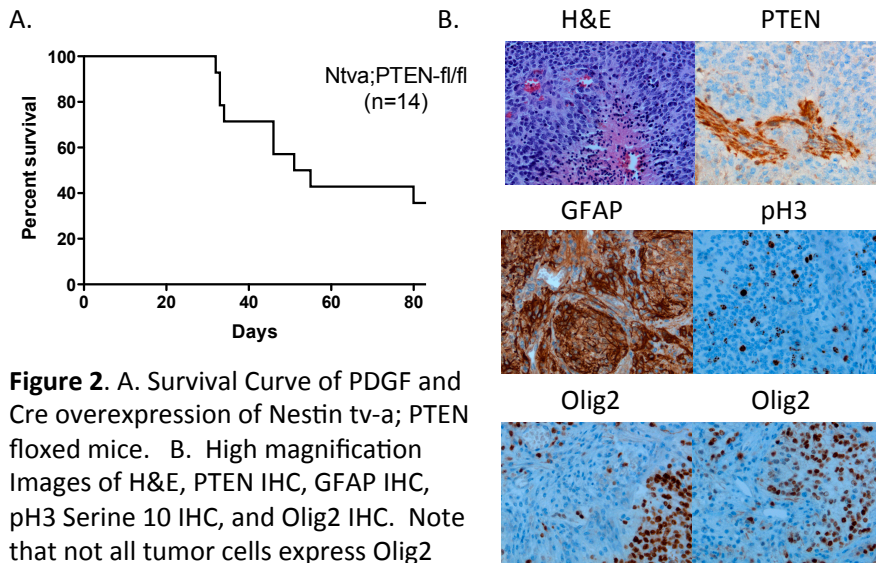 A.
B.
H&E PTEN
100
80
60
40
20
0
Percent survival
Ntva;PTEN-fl/fl
(n=14)
0 20 40 60 80
Days
GFAP pH3
Olig2 Olig2
Figure 2. A. Survival Curve of PDGF and
Cre overexpression of Nestin tv-a; PTEN
floxed mice. B. High magnification
Images of H&E, PTEN IHC, GFAP IHC,
pH3 Serine 10 IHC, and Olig2 IHC. Note
that not all tumor cells express Olig2